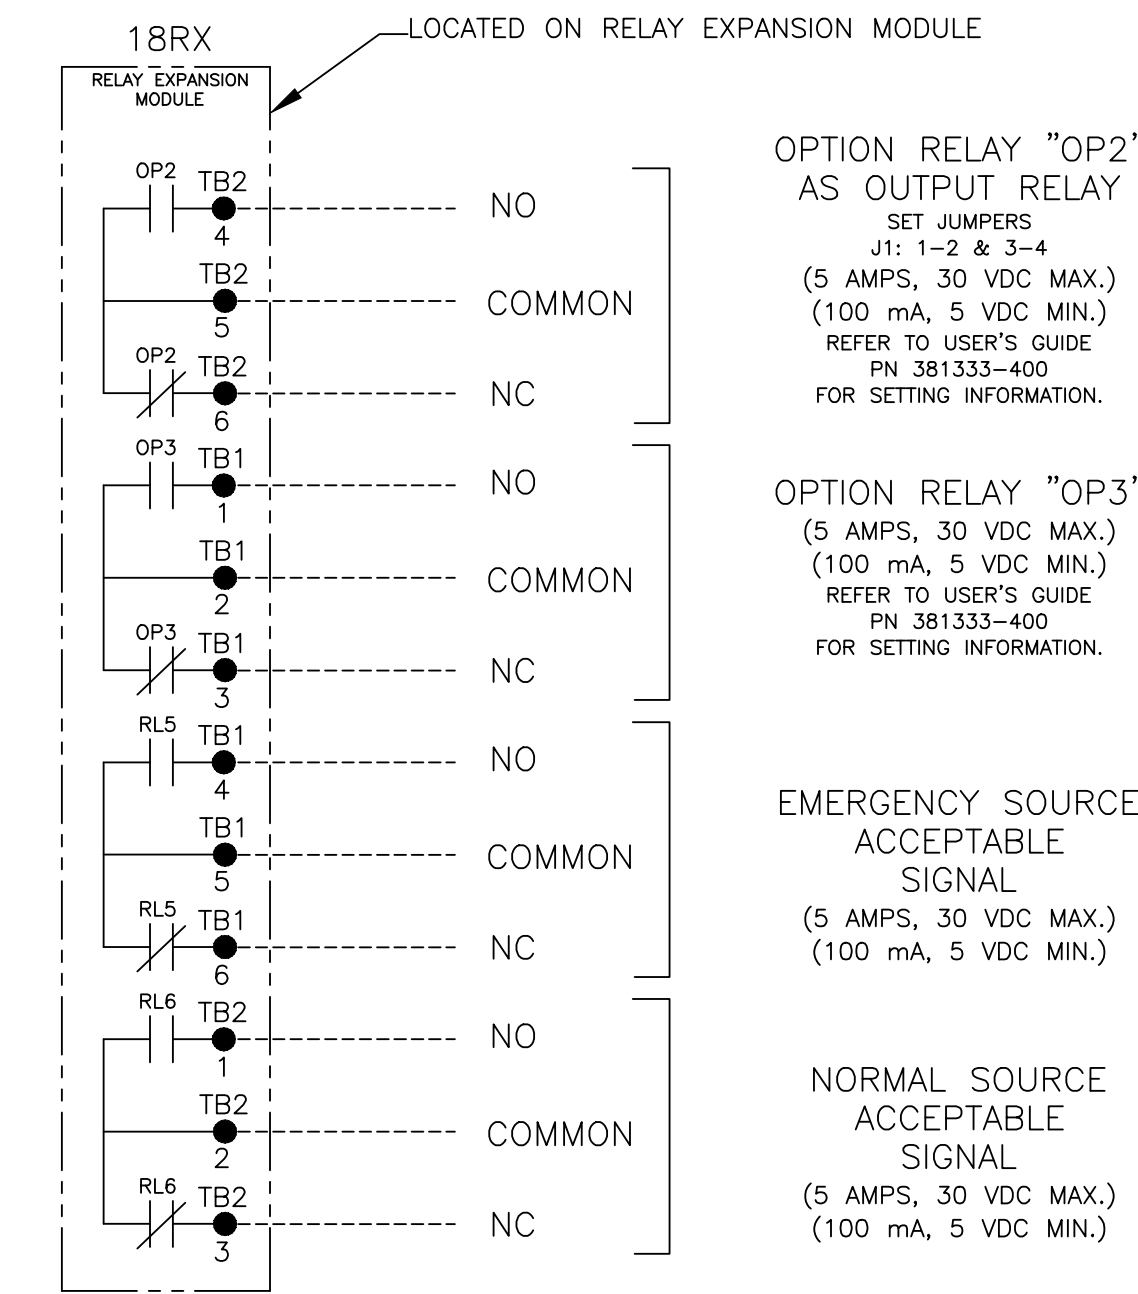 18RX
LOCATED ON RELAY EXPANSION MODULE
RELAY EXPANSION
MODULE
OP2
TB2
4
NO
TB2
5
COMMON
OP2
TB2
6
NC
OPTION RELAY "OP2'
AS OUTPUT RELAY
SET JUMPERS
J1: 1-2 & 3-4
(5 AMPS, 30 VDC MAX.)
(100 mA, 5 VDC MIN.)
REFER TO USER'S GUIDE
PN 381333-400
FOR SETTING INFORMATION.
OP3
TB1
1
NO
TB1
2
COMMON
OP3
TB1
3
NC
OPTION RELAY "OP3'
(5 AMPS, 30 VDC MAX.)
(100 mA, 5 VDC MIN.)
REFER TO USER'S GUIDE
PN 381333-400
FOR SETTING INFORMATION.
RL5
TB1
4
NO
TB1
5
COMMON
RL5
TB1
6
NC
EMERGENCY SOURCE
ACCEPTABLE
SIGNAL
(5 AMPS, 30 VDC MAX.)
(100 mA, 5 VDC MIN.)
RL6
TB2
1
NO
TB2
2
COMMON
RL6
TB2
3
NC
NORMAL SOURCE
ACCEPTABLE
SIGNAL
(5 AMPS, 30 VDC MAX.)
(100 mA, 5 VDC MIN.)